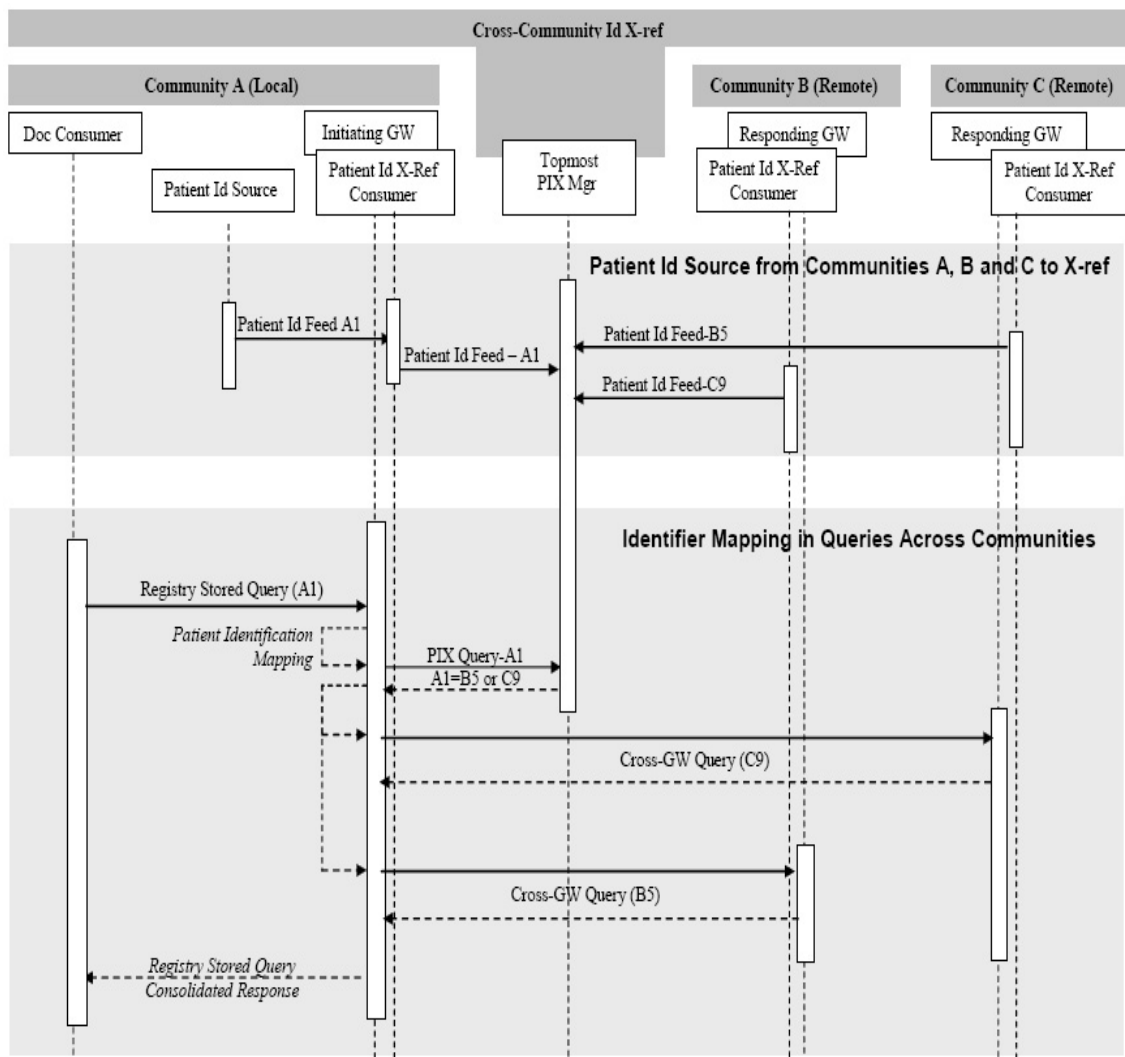 Cross-Community Id X-ref
Community A (Local)
Community B (Remote)
Community C (Remote)
Doc Consumer
Initiating GW
Responding GW
Responding GW
Patient Id Source
Patient Id X-Ref
Consumer
Topmost
PIX Mgr
Patient Id X-Ref
Consumer
Patient Id X-Ref
Consumer
Patient Id Source from Communities A, B and C to X-ref
Patient Id Feed A1
Patient Id Feed-B5
Patient Id Feed – A1
Patient Id Feed-C9
Identifier Mapping in Queries Across Communities
Registry Stored Query (A1)
Patient Identification
Mapping
PIX Query-A1
A1=B5 or C9
Cross-GW Query (C9)
Cross-GW Query (B5)
Registry Stored Query
Consolidated Response